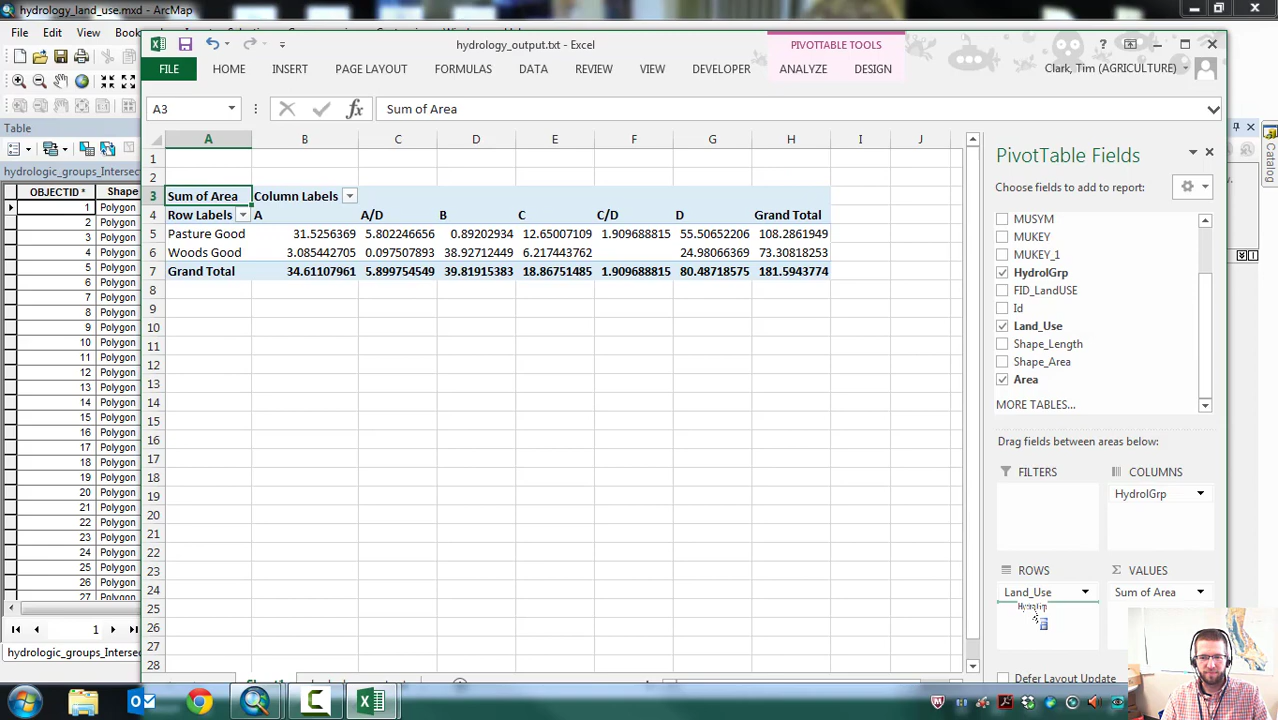 hydrology_land_use.mxd - ArcMap
File Edit View Book
hydrology_output.txt - Excel
PIVOTTABLE TOOLS
?
FILE HOME INSERT PAGE LAYOUT FORMULAS DATA REVIEW VIEW DEVELOPER ANALYZE DESIGN
Clark, Tim (AGRICULTURE)
A3 fx Sum of Area
Table
hydrologic_groups_Intersec
OBJECTID * Shape
1 Polygon
2 Polygon
3 Polygon
4 Polygon
5 Polygon
6 Polygon
7 Polygon
8 Polygon
9 Polygon
10 Polygon
11 Polygon
12 Polygon
13 Polygon
14 Polygon
15 Polygon
16 Polygon
17 Polygon
18 Polygon
19 Polygon
20 Polygon
21 Polygon
22 Polygon
23 Polygon
24 Polygon
25 Polygon
26 Polygon
27 Polygon
1
hydrologic_groups_Intersec
A B C D E F G H I J
1
2
3 Sum of Area Column Labels
4 Row Labels A A/D B C C/D D Grand Total
5 Pasture Good 31.5256369 5.802246656 0.89202934 12.65007109 1.909688815 55.50652206 108.2861949
6 Woods Good 3.085442705 0.097507893 38.92712449 6.217443762 24.98066369 73.30818253
7 Grand Total 34.61107961 5.899754549 39.81915383 18.86751485 1.909688815 80.48718575 181.5943774
8
9
10
11
12
13
14
15
16
17
18
19
20
21
22
23
24
25
26
27
28
PivotTable Fields
Choose fields to add to report:
MUSYM
MUKEY
MUKEY_1
HydrolGrp
FID_LandUSE
Id
Land_Use
Shape_Length
Shape_Area
Area
MORE TABLES...
Drag fields between areas below:
FILTERS
COLUMNS
HydrolGrp
ROWS
Land_Use
HydrolGrp
VALUES
Sum of Area
Defer Layout Update
Catalog